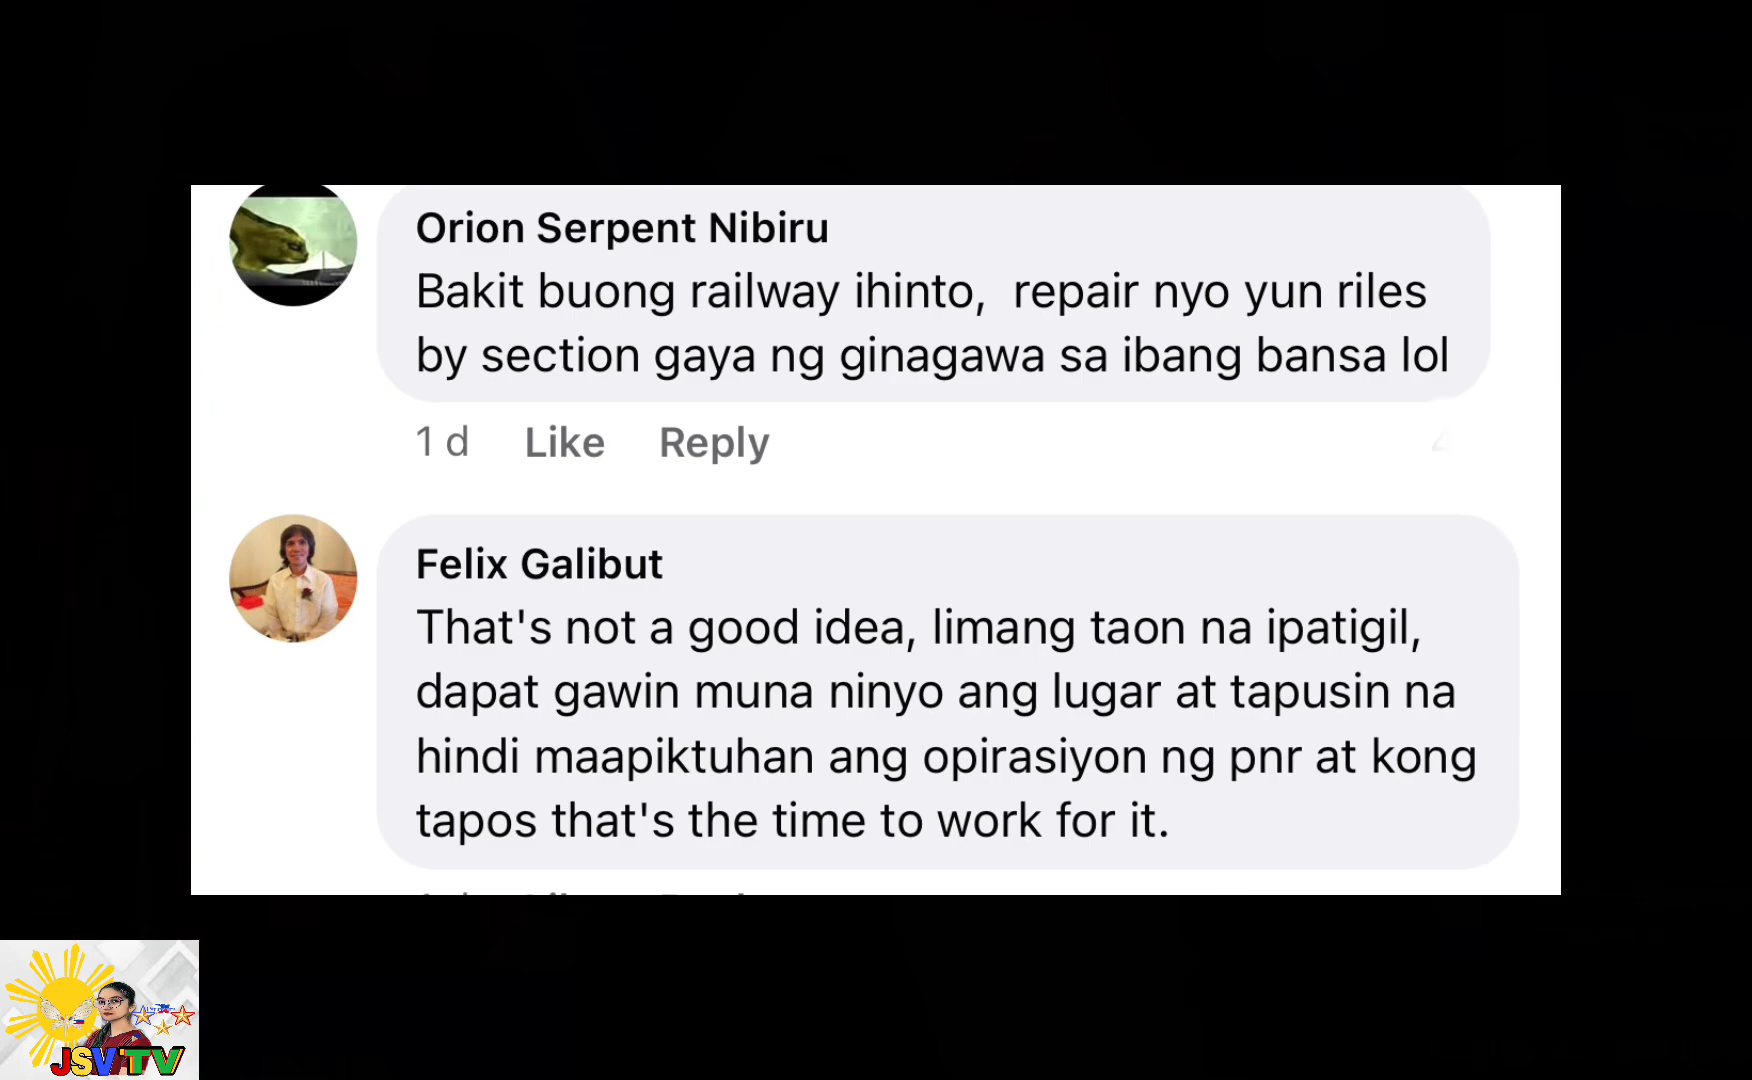 Orion Serpent Nibiru
Bakit buong railway ihinto,  repair nyo yun riles
by section gaya ng ginagawa sa ibang bansa lol
1 d Like Reply
Felix Galibut
That's not a good idea, limang taon na ipatigil,
dapat gawin muna ninyo ang lugar at tapusin na
hindi maapiktuhan ang opirasiyon ng pnr at kong
tapos that's the time to work for it.
JSV TV